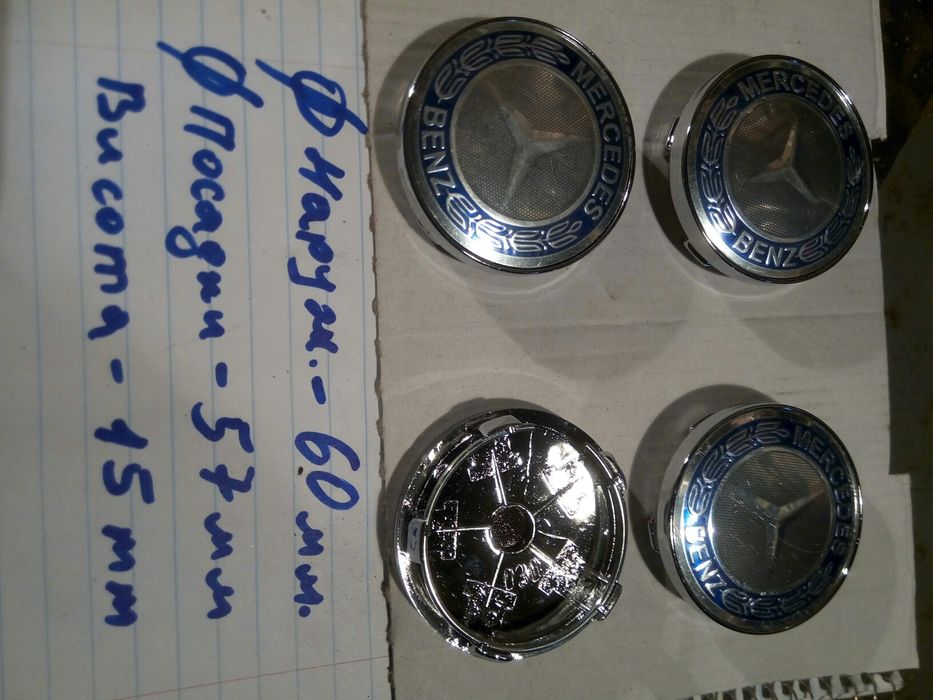 Ф Наруж. - 60 мм.
Ф Посадки - 57 мм
Висота - 15 мм
MERCEDES
BENZ
MERCEDES
BENZ
MERCEDES
BENZ